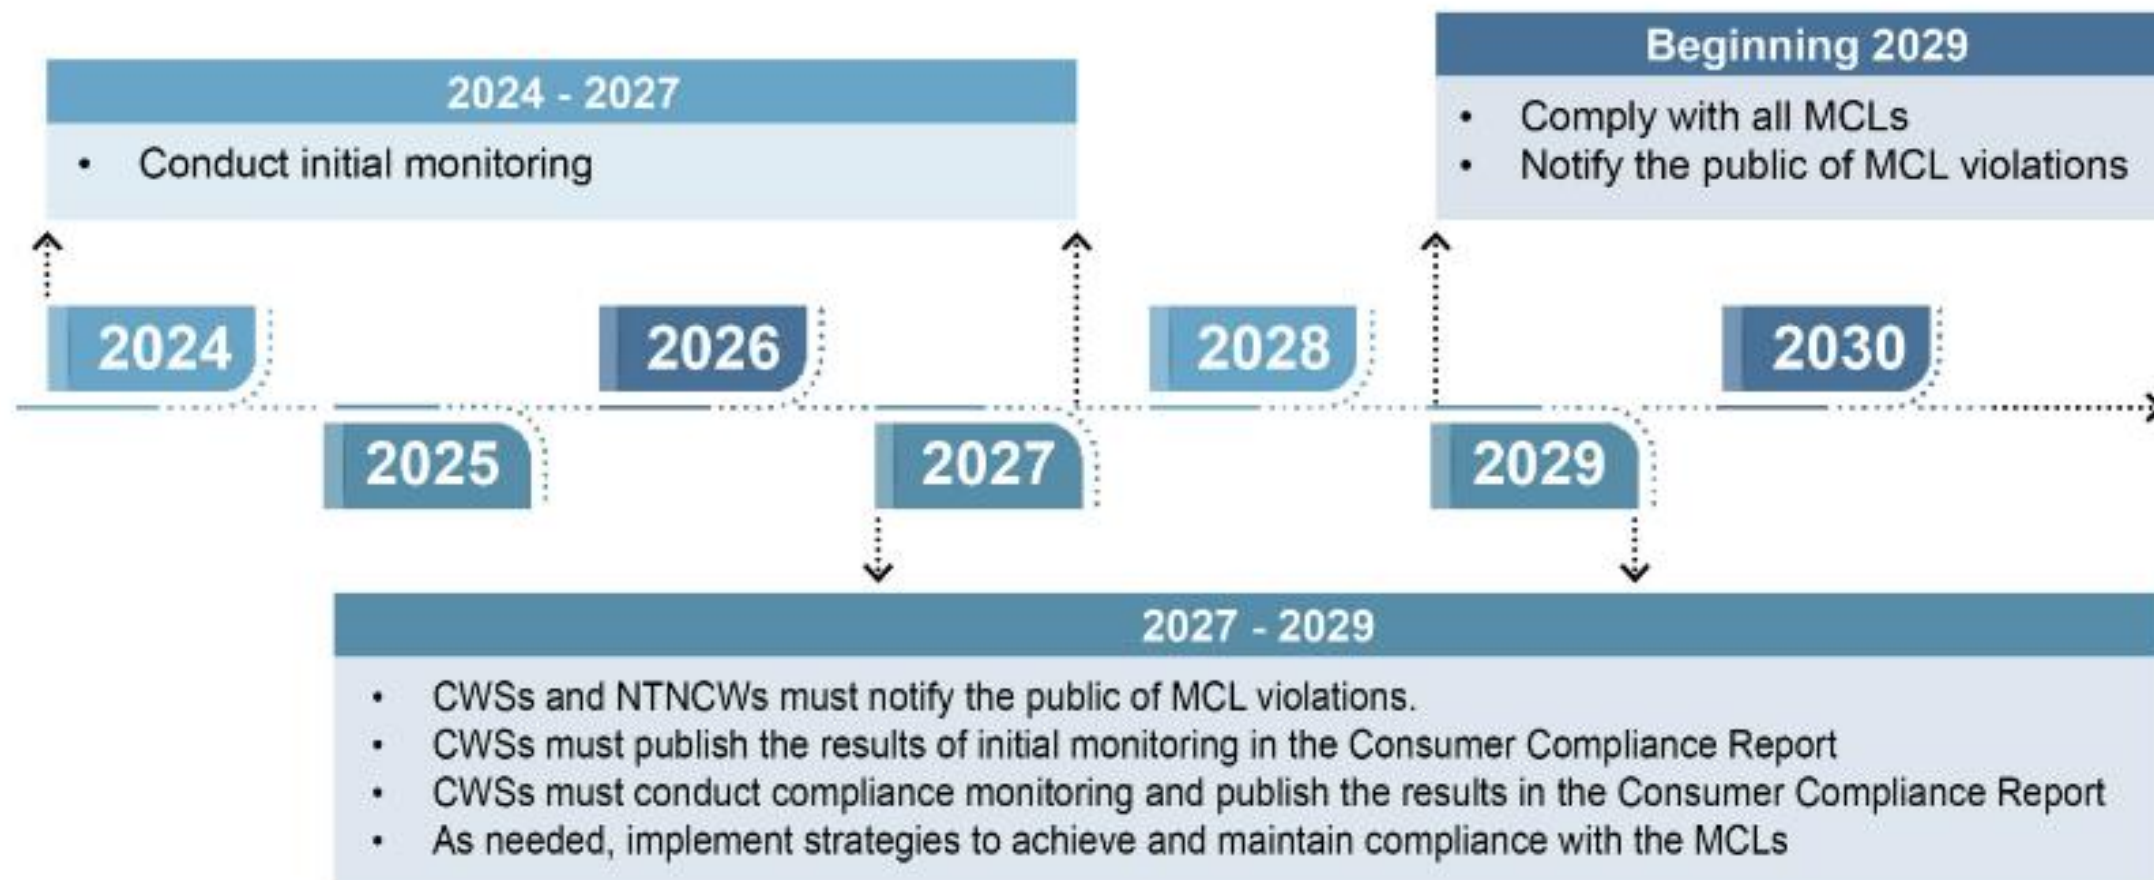 Beginning 2029
• Comply with all MCLs
• Notify the public of MCL violations
2024 - 2027
• Conduct initial monitoring
2024
2025
2026
2027
2028
2029
2030
2027 - 2029
• CWSs and NTNCWs must notify the public of MCL violations.
• CWSs must publish the results of initial monitoring in the Consumer Compliance Report
• CWSs must conduct compliance monitoring and publish the results in the Consumer Compliance Report
• As needed, implement strategies to achieve and maintain compliance with the MCLs